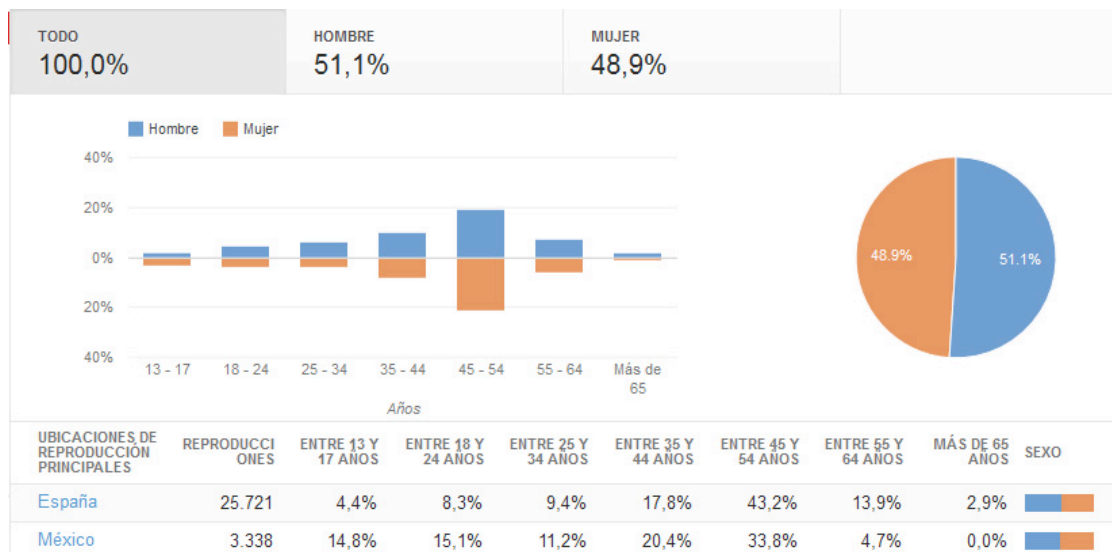 TODO HOMBRE MUJER
100,0% 51,1% 48,9%
Hombre Mujer
40%
20%
0%
20%
40%
48.9% 51.1%
13 - 17 18 - 24 25 - 34 35 - 44 45 - 54 55 - 64 Más de
65
Años
UBICACIONES DE
REPRODUCCIÓN
PRINCIPALES
REPRODUCCI
ONES
ENTRE 13 Y
17 AÑOS
ENTRE 18 Y
24 AÑOS
ENTRE 25 Y
34 AÑOS
ENTRE 35 Y
44 AÑOS
ENTRE 45 Y
54 AÑOS
ENTRE 55 Y
64 AÑOS
MÁS DE 65
AÑOS
SEXO
España 25.721 4,4% 8,3% 9,4% 17,8% 43,2% 13,9% 2,9%
México 3.338 14,8% 15,1% 11,2% 20,4% 33,8% 4,7% 0,0%